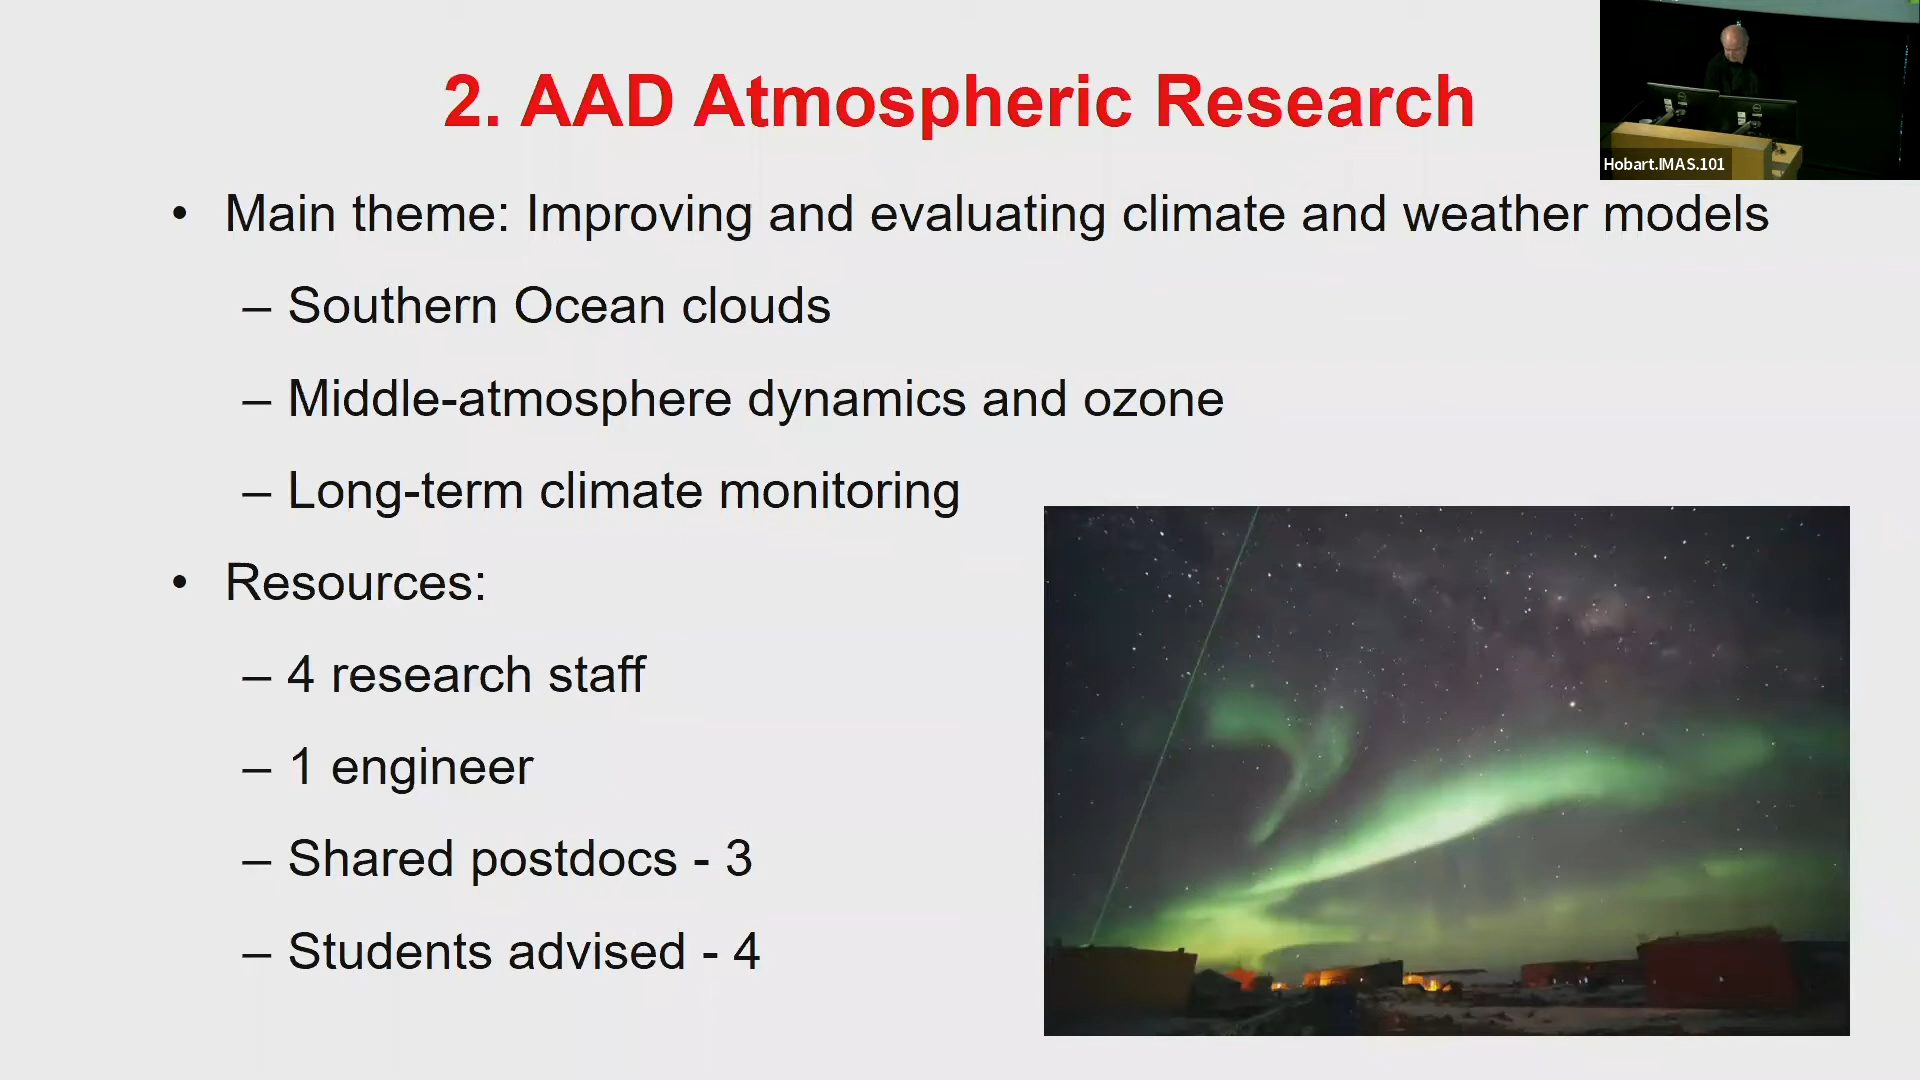 2. AAD Atmospheric Research
Hobart.IMAS.101
• Main theme: Improving and evaluating climate and weather models
– Southern Ocean clouds
– Middle-atmosphere dynamics and ozone
– Long-term climate monitoring
• Resources:
– 4 research staff
– 1 engineer
– Shared postdocs - 3
– Students advised - 4